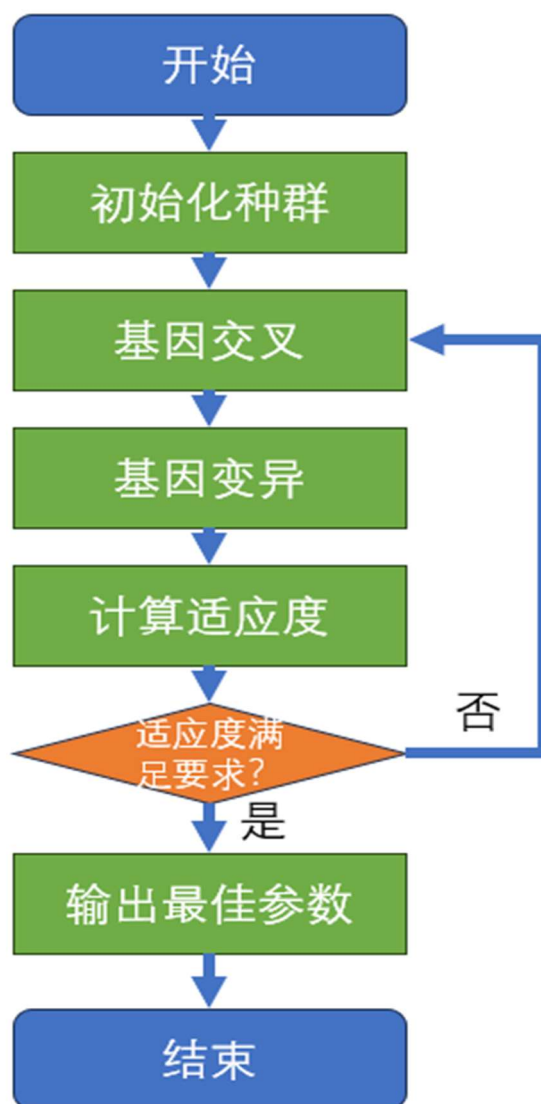 开始
初始化种群
基因交叉
基因变异
计算适应度
适应度满
足要求?
否
是
输出最佳参数
结束